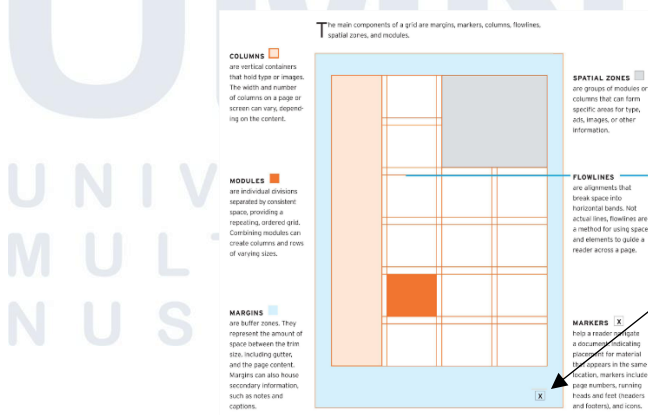 The main components of a grid are margins, markers, columns, flowlines,
spatial zones, and modules.
COLUMNS
are vertical containers
that hold type or images.
The width and number
of columns on a page or
screen can vary, depend-
ing on the content.
MODULES
are individual divisions
separated by consistent
space, providing a
repeating, ordered grid.
Combining modules can
create columns and rows
of varying sizes.
MARGINS
are buffer zones. They
represent the amount of
space between the trim
size, including gutter,
and the page content.
Margins can also house
secondary information,
such as notes and
captions.
SPATIAL ZONES
are groups of modules or
columns that can form
specific areas for type,
ads, images, or other
information.
FLOWLINES
are alignments that
break space into
horizontal bands. Not
actual lines, flowlines are
a method for using space
and elements to guide a
reader across a page.
MARKERS X
help a reader navigate
a document. Indicating
placement for material
that appears in the same
location, markers include
page numbers, running
heads and feet (headers
and footers), and icons.
X
U
UNIV
MUL
NUS